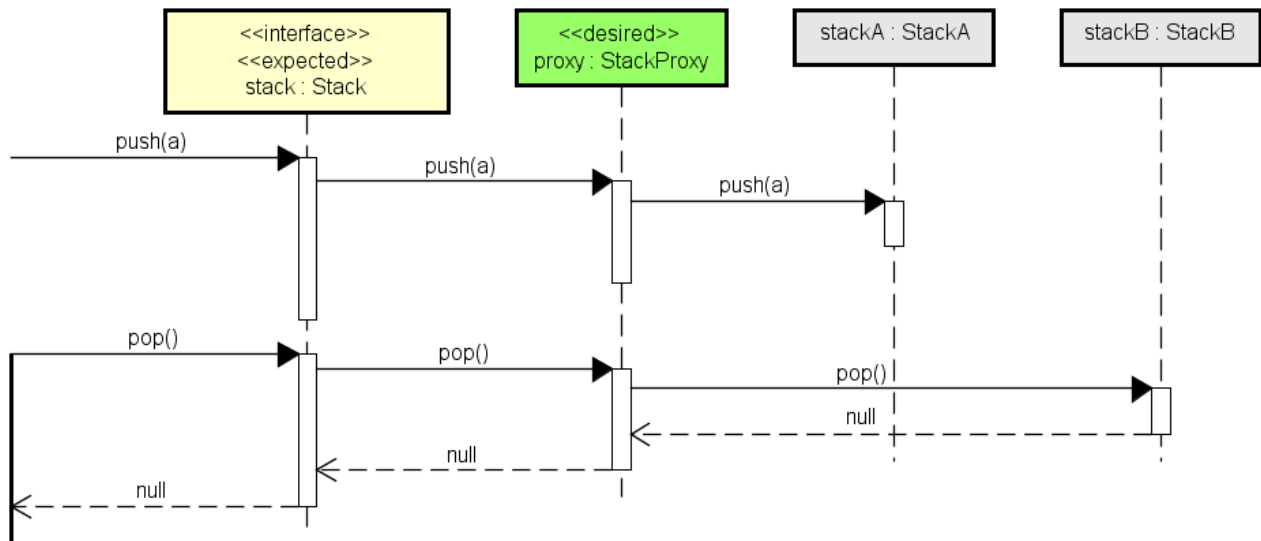 <<interface>>
<<expected>>
stack : Stack
<<desired>>
proxy : StackProxy
stackA : StackA
stackB : StackB
push(a)
push(a)
push(a)
pop()
pop()
pop()
null
null
null